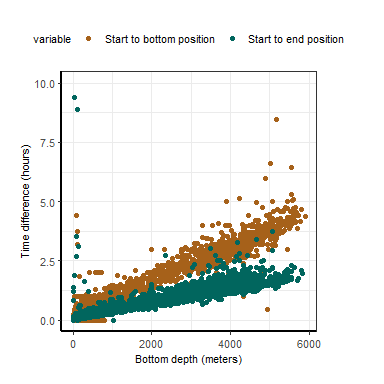 variable Start to bottom position Start to end position
10.0
7.5
5.0
2.5
0.0
Time difference (hours)
0 2000 4000 6000
Bottom depth (meters)